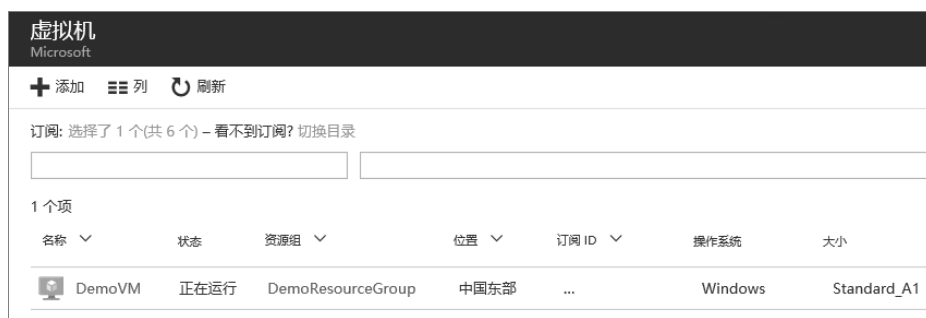 虚拟机
Microsoft
添加 列 刷新
订阅: 选择了 1 个(共 6 个) – 看不到订阅? 切换目录
1 个项
名称 状态 资源组 位置 订阅 ID 操作系统 大小
DemoVM 正在运行 DemoResourceGroup 中国东部 ... Windows Standard_A1